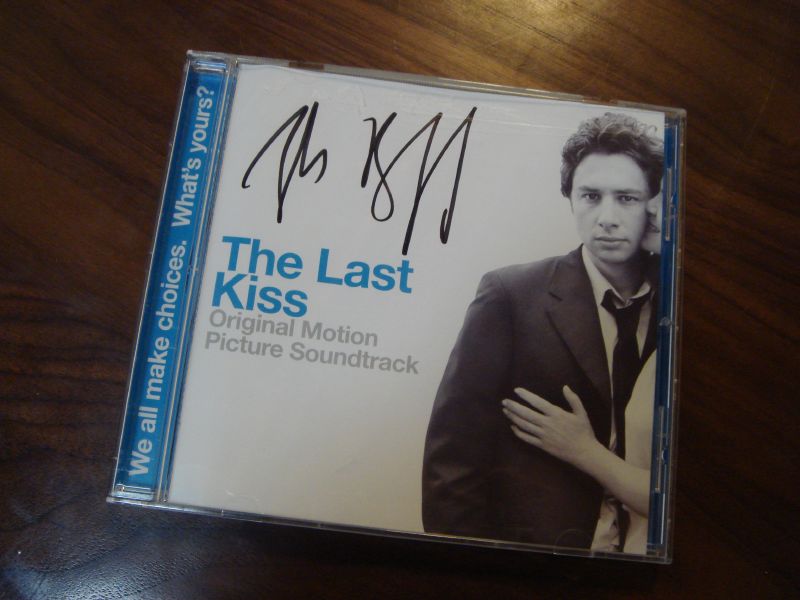 We all make choices. What's yours?
The Last
Kiss
Original Motion
Picture Soundtrack